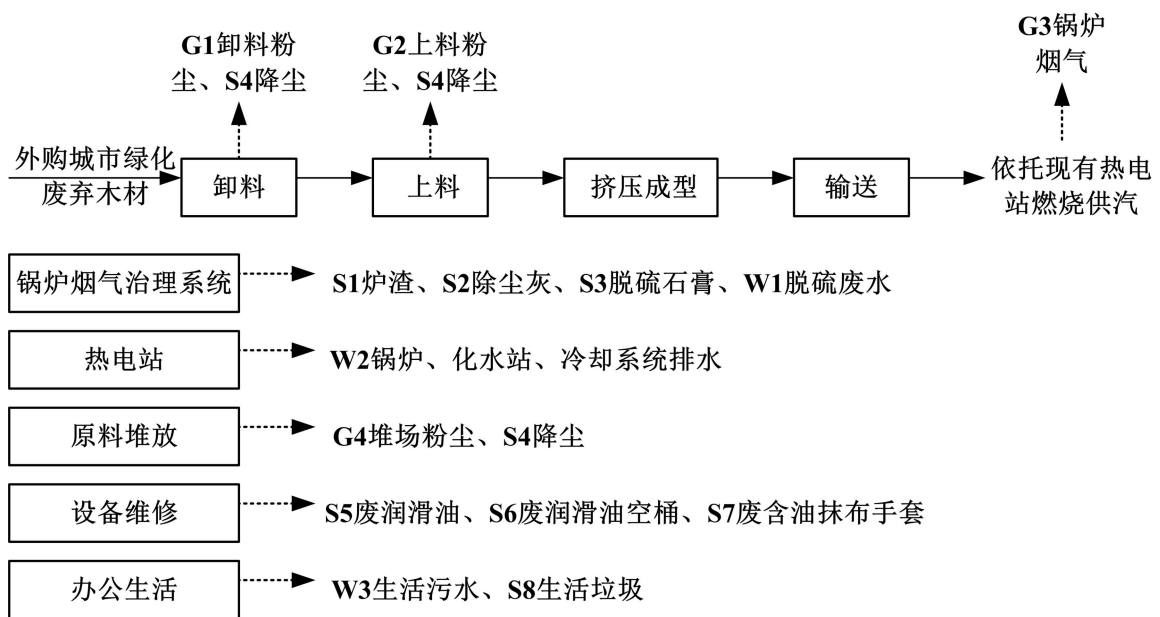 G1卸料粉
尘、S4降尘
G2上料粉
尘、S4降尘
G3锅炉
烟气
外购城市绿化
废弃木材
卸料
上料
挤压成型
输送
依托现有热电
站燃烧供汽
锅炉烟气治理系统
S1炉渣、S2除尘灰、S3脱硫石膏、W1脱硫废水
热电站
W2锅炉、化水站、冷却系统排水
原料堆放
G4堆场粉尘、S4降尘
设备维修
S5废润滑油、S6废润滑油空桶、S7废含油抹布手套
办公生活
W3生活污水、S8生活垃圾